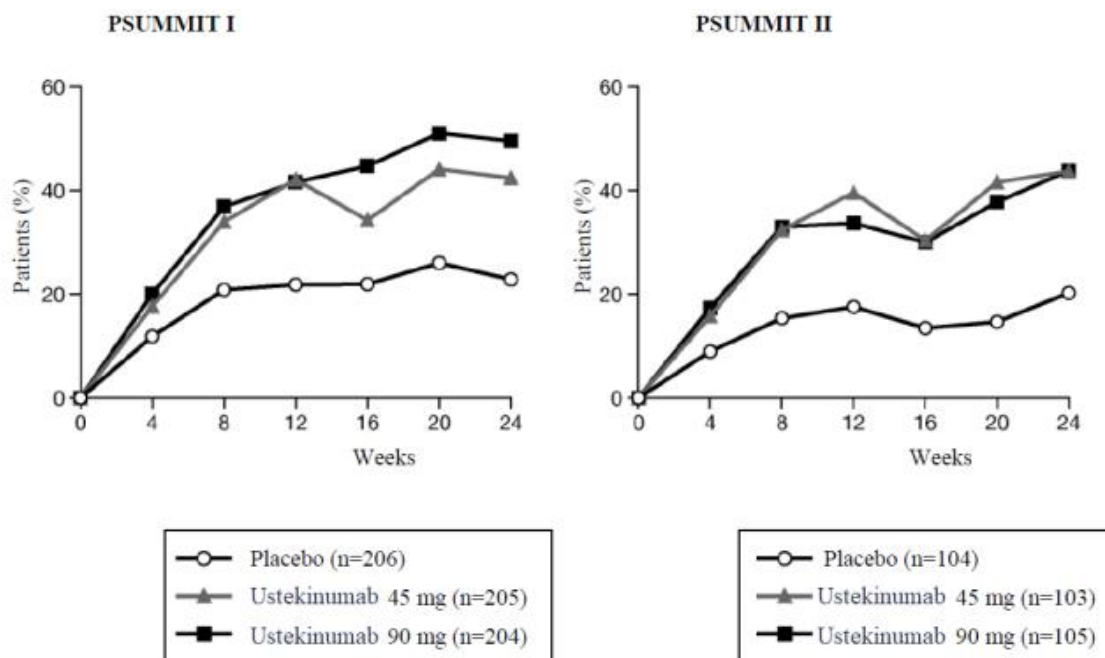 PSUMMIT I
60
40
20
0
Patients (%)
0 4 8 12 16 20 24
Weeks
Placebo (n=206)
Ustekinumab 45 mg (n=205)
Ustekinumab 90 mg (n=204)
PSUMMIT II
60
40
20
0
Patients (%)
0 4 8 12 16 20 24
Weeks
Placebo (n=104)
Ustekinumab 45 mg (n=103)
Ustekinumab 90 mg (n=105)